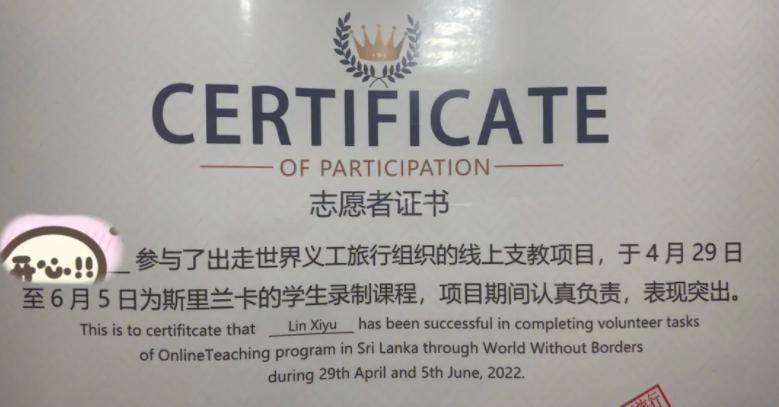 CERTIFICATE
OF PARTICIPATION
志愿者证书
开心!!
参与了出走世界义工旅行组织的线上支教项目，于4月29日
至6月5日为斯里兰卡的学生录制课程，项目期间认真负责，表现突出。
This is to certifitcate that Lin Xiyu has been successful in completing volunteer tasks
of OnlineTeaching program in Sri Lanka through World Without Borders
during 29th April and 5th June, 2022.